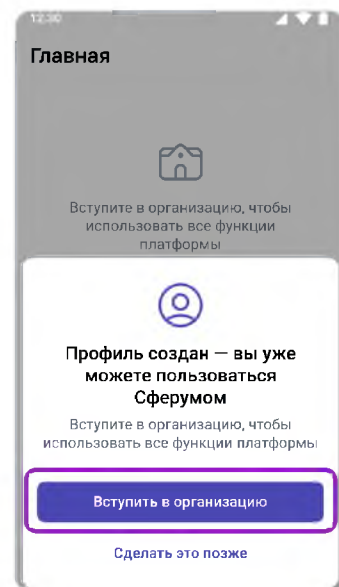 12:30
Главная
Вступите в организацию, чтобы
использовать все функции
платформы
Профиль создан — вы уже
можете пользоваться
Сферумом
Вступите в организацию, чтобы
использовать все функции платформы
Вступить в организацию
Сделать это позже